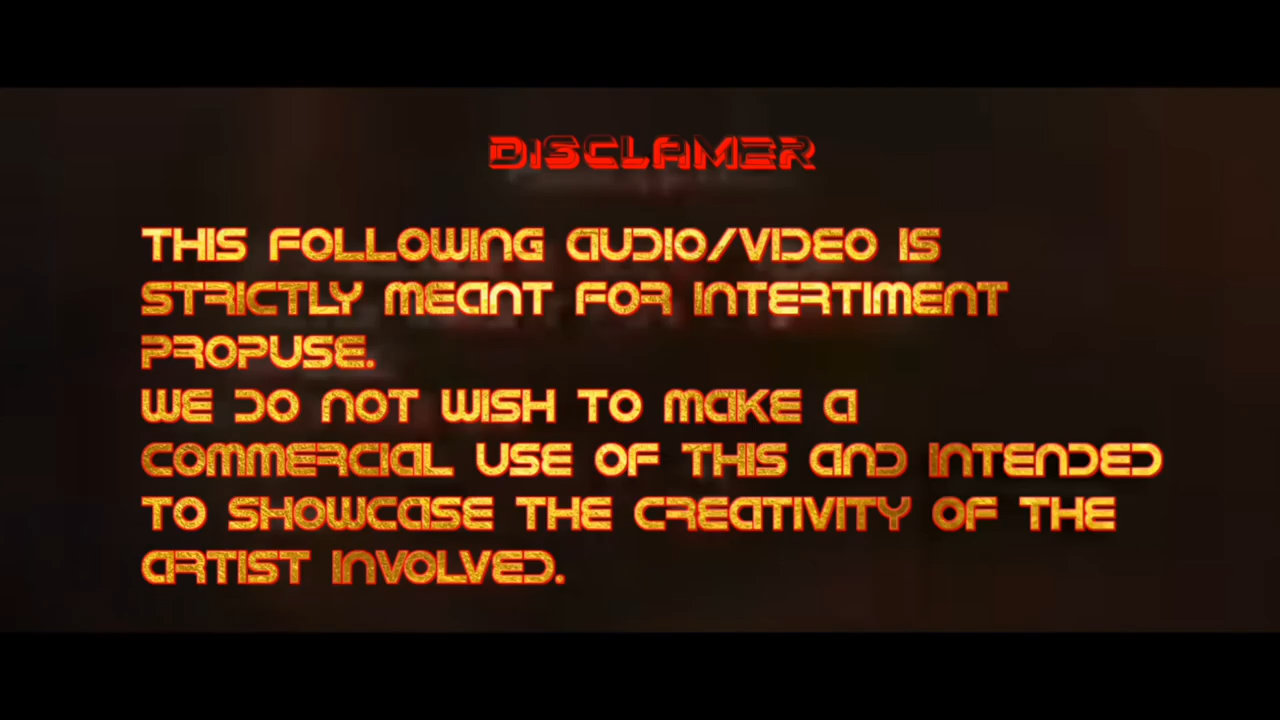 DISCLAMER
THIS FOLLOWING AUDIO/VIDEO IS
STRICTLY MEANT FOR INTERTIMENT
PROPUSE.
WE DO NOT WISH TO MAKE A
COMMERCIAL USE OF THIS AND INTENDED
TO SHOWCASE THE CREATIVITY OF THE
ARTIST INVOLVED.